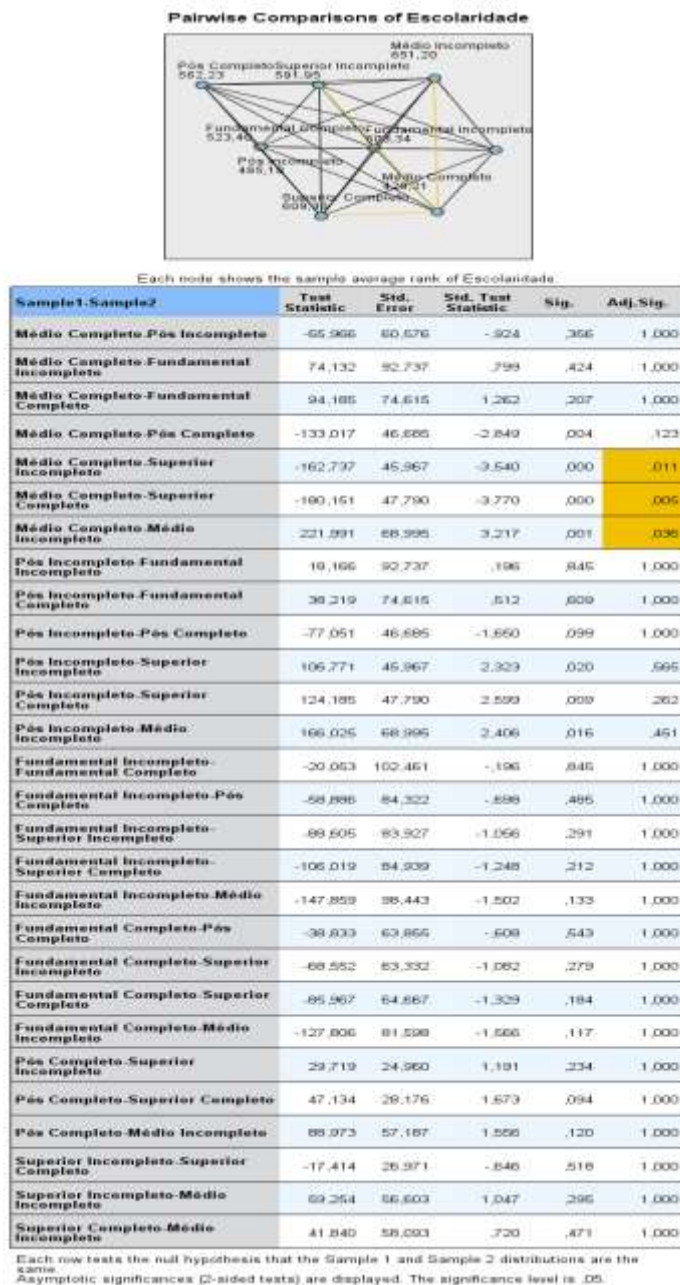 Pairwise Comparisons of Escolaridade
Médio Incompleto
651,20
Pós Completo Superior Incompleto
562,23 591,95
Fundamental Completo Fundamental Incompleto
523,40
Pós Incompleto
Médio Completo
Superior Completo
Each node shows the sample average rank of Escolaridade.
Sample1-Sample2 Test Statistic Std. Error Std. Test Statistic Sig. Adj.Sig.
Médio Completo-Pós Incompleto -55,966 60,576 -,924 ,356 1,000
Médio Completo-Fundamental Incompleto 74,132 92,737 ,799 ,424 1,000
Médio Completo-Fundamental Completo 94,185 74,615 1,262 ,207 1,000
Médio Completo-Pós Completo -133,017 46,685 -2,849 ,004 ,123
Médio Completo-Superior Incompleto -162,737 45,967 -3,540 ,000 ,011
Médio Completo-Superior Completo -180,151 47,790 -3,770 ,000 ,005
Médio Completo-Médio Incompleto 221,991 68,995 3,217 ,001 ,036
Pós Incompleto-Fundamental Incompleto 18,166 92,737 ,196 ,845 1,000
Pós Incompleto-Fundamental Completo 38,219 74,615 ,512 ,609 1,000
Pós Incompleto-Pós Completo -77,051 46,685 -1,650 ,099 1,000
Pós Incompleto-Superior Incompleto 106,771 45,967 2,323 ,020 ,565
Pós Incompleto-Superior Completo 124,185 47,790 2,599 ,009 ,262
Pós Incompleto-Médio Incompleto 166,025 68,995 2,406 ,016 ,451
Fundamental Incompleto-Fundamental Completo -20,053 102,461 -,196 ,845 1,000
Fundamental Incompleto-Pós Completo -58,886 84,322 -,698 ,485 1,000
Fundamental Incompleto-Superior Incompleto -88,605 83,927 -1,056 ,291 1,000
Fundamental Incompleto-Superior Completo -106,019 84,939 -1,248 ,212 1,000
Fundamental Incompleto-Médio Incompleto -147,859 98,443 -1,502 ,133 1,000
Fundamental Completo-Pós Completo -38,833 63,855 -,608 ,543 1,000
Fundamental Completo-Superior Incompleto -68,552 63,332 -1,082 ,279 1,000
Fundamental Completo-Superior Completo -85,967 64,667 -1,329 ,184 1,000
Fundamental Completo-Médio Incompleto -127,806 81,598 -1,566 ,117 1,000
Pós Completo-Superior Incompleto 29,719 24,960 1,191 ,234 1,000
Pós Completo-Superior Completo 47,134 28,176 1,673 ,094 1,000
Pós Completo-Médio Incompleto 88,973 57,187 1,556 ,120 1,000
Superior Incompleto-Superior Completo -17,414 26,971 -,646 ,518 1,000
Superior Incompleto-Médio Incompleto 59,254 56,603 1,047 ,295 1,000
Superior Completo-Médio Incompleto 41,840 58,093 ,720 ,471 1,000
Each row tests the null hypothesis that the Sample 1 and Sample 2 distributions are the
same.
Asymptotic significances (2-sided tests) are displayed. The significance level is ,05.